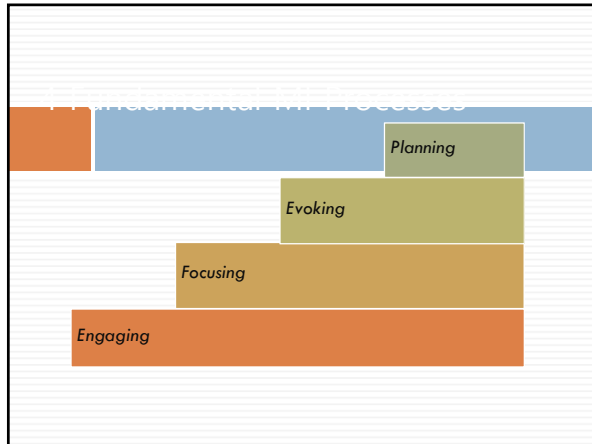 4 Fundamental MI Processes
Planning
Evoking
Focusing
Engaging